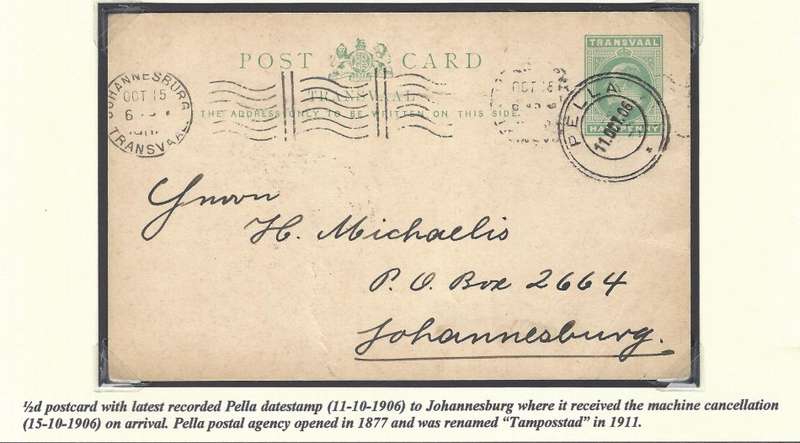 POST CARD
TRANSVAAL
THE ADDRESS ONLY TO BE WRITTEN ON THIS SIDE.
TRANSVAAL
HALFPENNY
JOHANNESBURG
OCT 15
TRANSVAAL
OCT 15
PELLA
11.OCT.06
H. Michaelis
P. O. Box 2664
Johannesburg.
½d postcard with latest recorded Pella datestamp (11-10-1906) to Johannesburg where it received the machine cancellation
(15-10-1906) on arrival. Pella postal agency opened in 1877 and was renamed “Tamposstad” in 1911.